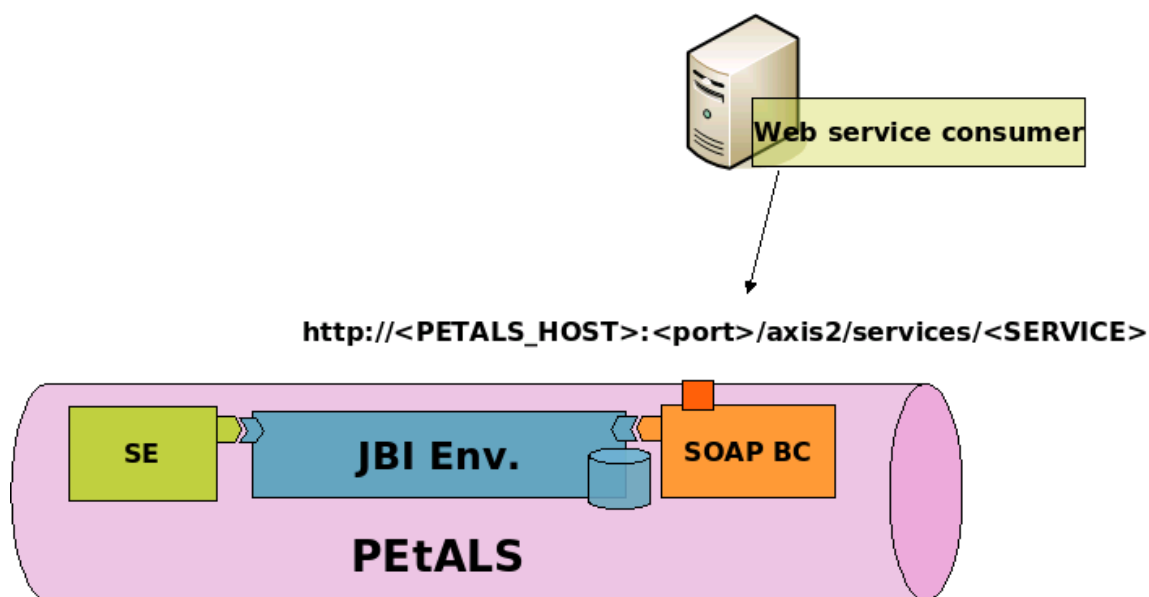 Web service consumer
http://<PETALS_HOST>:<port>/axis2/services/<SERVICE>
SE
JBI Env.
SOAP BC
PEtALS